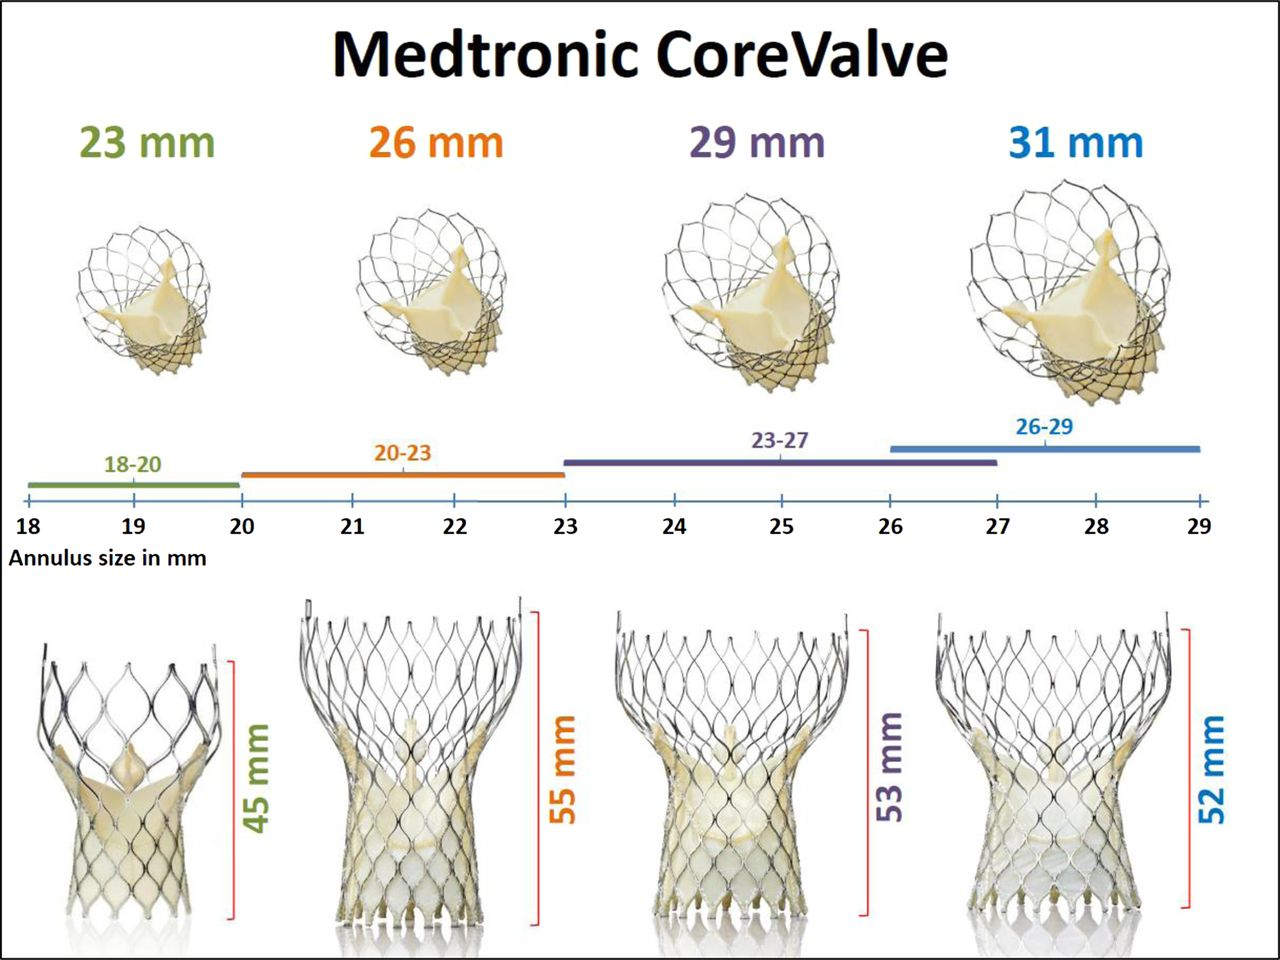 Medtronic CoreValve
23 mm 26 mm 29 mm 31 mm
26-29
23-27
20-23
18-20
18 19 20 21 22 23 24 25 26 27 28 29
Annulus size in mm
45 mm
55 mm
53 mm
52 mm